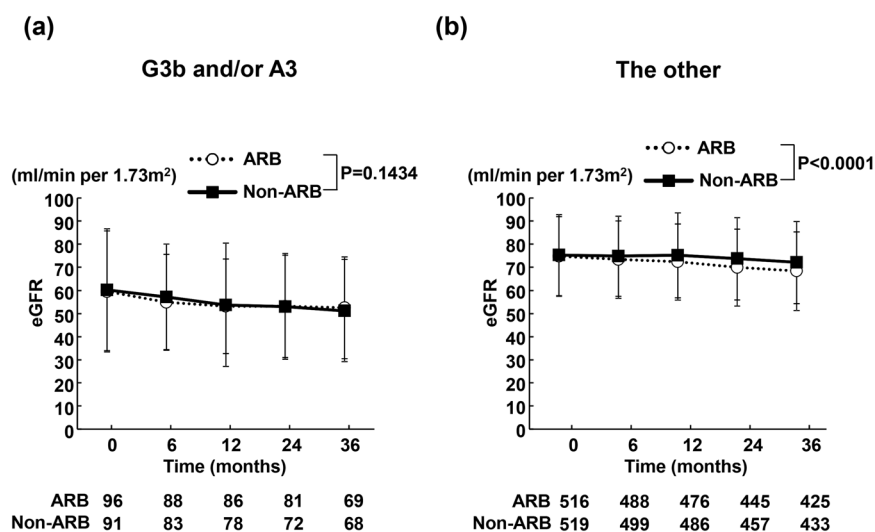 (a)
G3b and/or A3
ARB
Non-ARB
P=0.1434
(ml/min per 1.73m²)
100
90
80
70
60
50
40
30
20
10
0
eGFR
0 6 12 24 36
Time (months)
ARB 96 88 86 81 69
Non-ARB 91 83 78 72 68
(b)
The other
ARB
Non-ARB
P<0.0001
(ml/min per 1.73m²)
100
90
80
70
60
50
40
30
20
10
0
eGFR
0 6 12 24 36
Time (months)
ARB 516 488 476 445 425
Non-ARB 519 499 486 457 433